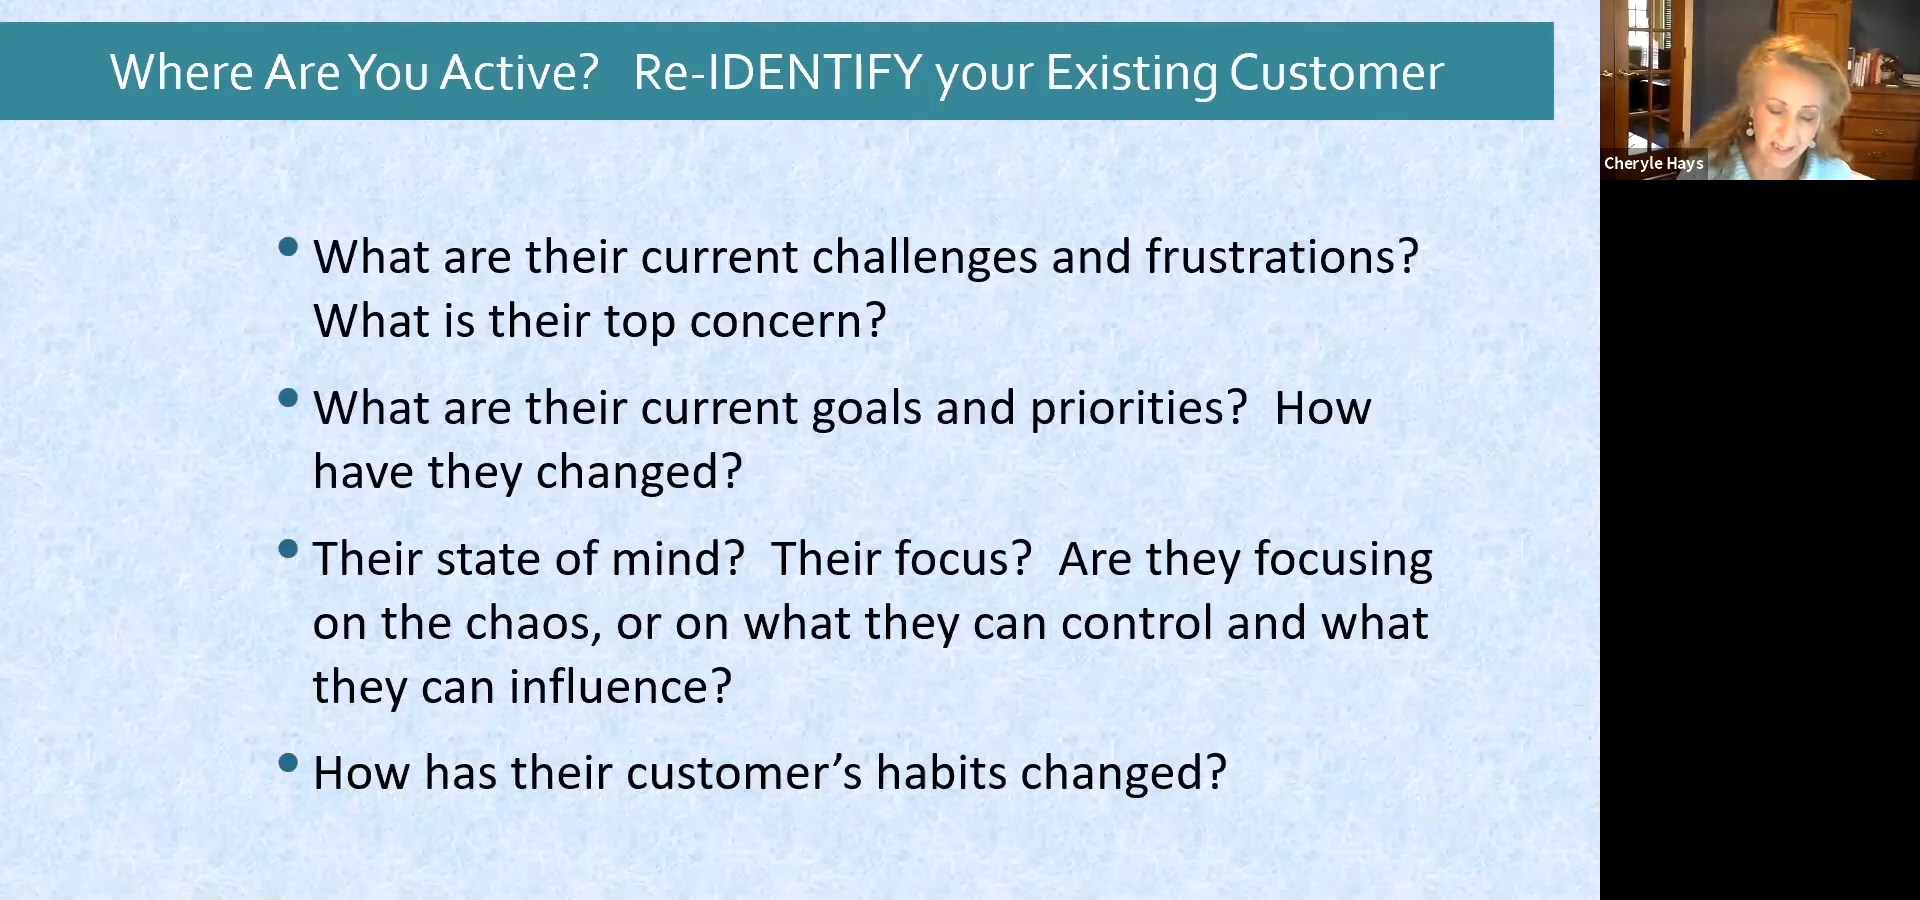 Where Are You Active?   Re-IDENTIFY your Existing Customer
Cheryle Hays
• What are their current challenges and frustrations?
What is their top concern?
• What are their current goals and priorities?  How
have they changed?
• Their state of mind?  Their focus?  Are they focusing
on the chaos, or on what they can control and what
they can influence?
• How has their customer’s habits changed?